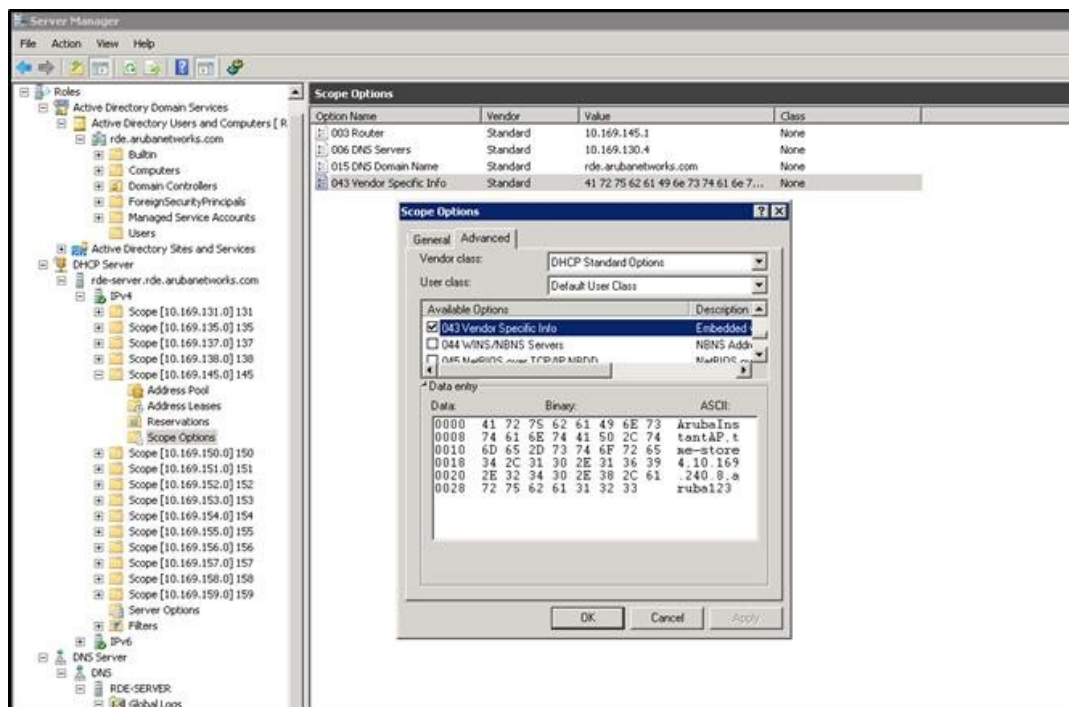 Server Manager
File Action View Help
Roles
Active Directory Domain Services
Active Directory Users and Computers [ R
rde.arubanetworks.com
Builtin
Computers
Domain Controllers
ForeignSecurityPrincipals
Managed Service Accounts
Users
Active Directory Sites and Services
DHCP Server
rde-server.rde.arubanetworks.com
IPv4
Scope [10.169.131.0] 131
Scope [10.169.135.0] 135
Scope [10.169.137.0] 137
Scope [10.169.138.0] 138
Scope [10.169.145.0] 145
Address Pool
Address Leases
Reservations
Scope Options
Scope [10.169.150.0] 150
Scope [10.169.151.0] 151
Scope [10.169.152.0] 152
Scope [10.169.153.0] 153
Scope [10.169.154.0] 154
Scope [10.169.155.0] 155
Scope [10.169.156.0] 156
Scope [10.169.157.0] 157
Scope [10.169.158.0] 158
Scope [10.169.159.0] 159
Server Options
Filters
IPv6
DNS Server
DNS
RDE-SERVER
Global Logs
Scope Options
Option Name Vendor Value Class
003 Router Standard 10.169.145.1 None
006 DNS Servers Standard 10.169.130.4 None
015 DNS Domain Name Standard rde.arubanetworks.com None
043 Vendor Specific Info Standard 41 72 75 62 61 49 6e 73 74 61 6e 7... None
Scope Options
General Advanced
Vendor class: DHCP Standard Options
User class: Default User Class
Available Options Description
043 Vendor Specific Info Embedded v
044 WINS/NBNS Servers NBNS Addr
045 NetBIOS over TCP/IP NBDD NetBIOS
Data entry
Data: Binary: ASCII:
0000 41 72 75 62 61 49 6E 73 ArubaIns
0008 74 61 6E 74 41 50 2C 74 tantAP,t
0010 6D 65 2D 73 74 6F 72 65 me-store
0018 34 2C 31 30 2E 31 36 39 4,10.169
0020 2E 32 34 30 2E 38 2C 61 .240.8,a
0028 72 75 62 61 31 32 33 ruba123
OK Cancel Apply